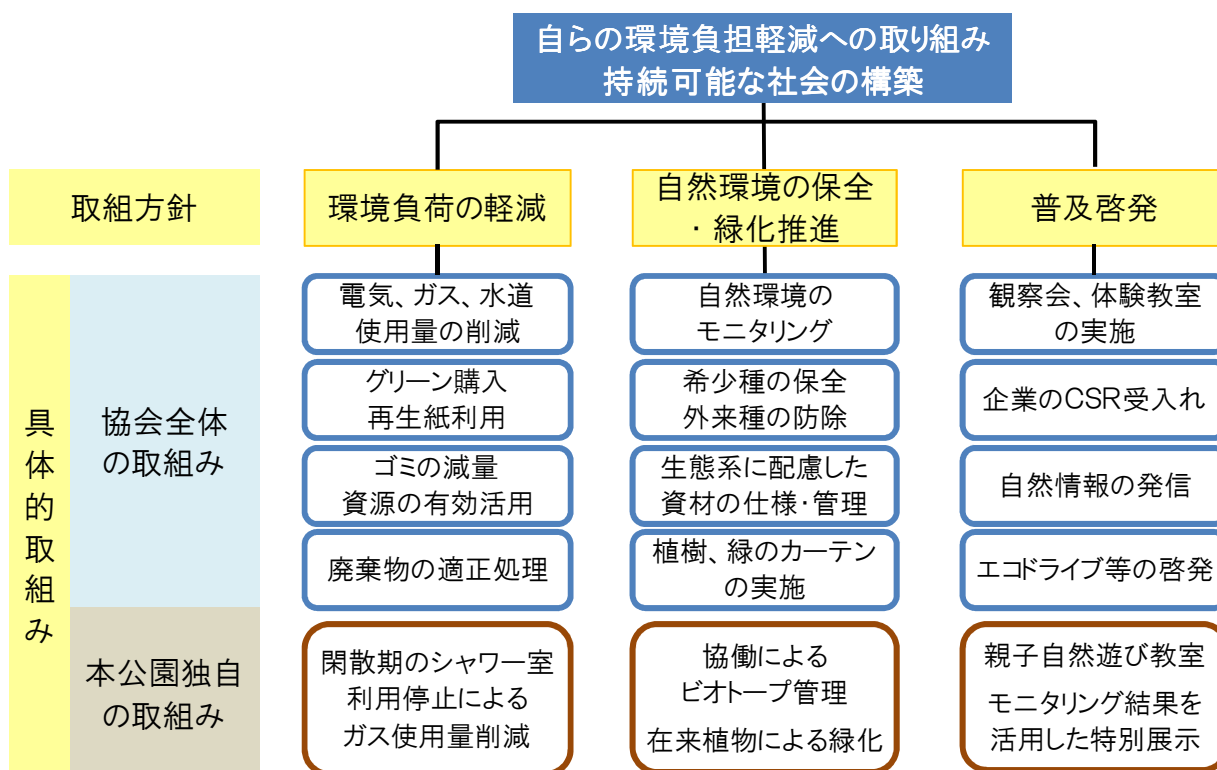 自らの環境負担軽減への取り組み
持続可能な社会の構築
取組方針
環境負荷の軽減
自然環境の保全
・緑化推進
普及啓発
具体的取組み
協会全体
の取組み
電気、ガス、水道
使用量の削減
自然環境の
モニタリング
観察会、体験教室
の実施
グリーン購入
再生紙利用
希少種の保全
外来種の防除
企業のCSR受入れ
ゴミの減量
資源の有効活用
生態系に配慮した
資材の仕様・管理
自然情報の発信
廃棄物の適正処理
植樹、緑のカーテン
の実施
エコドライブ等の啓発
本公園独自
の取組み
閑散期のシャワー室
利用停止による
ガス使用量削減
協働による
ビオトープ管理
在来植物による緑化
親子自然遊び教室
モニタリング結果を
活用した特別展示